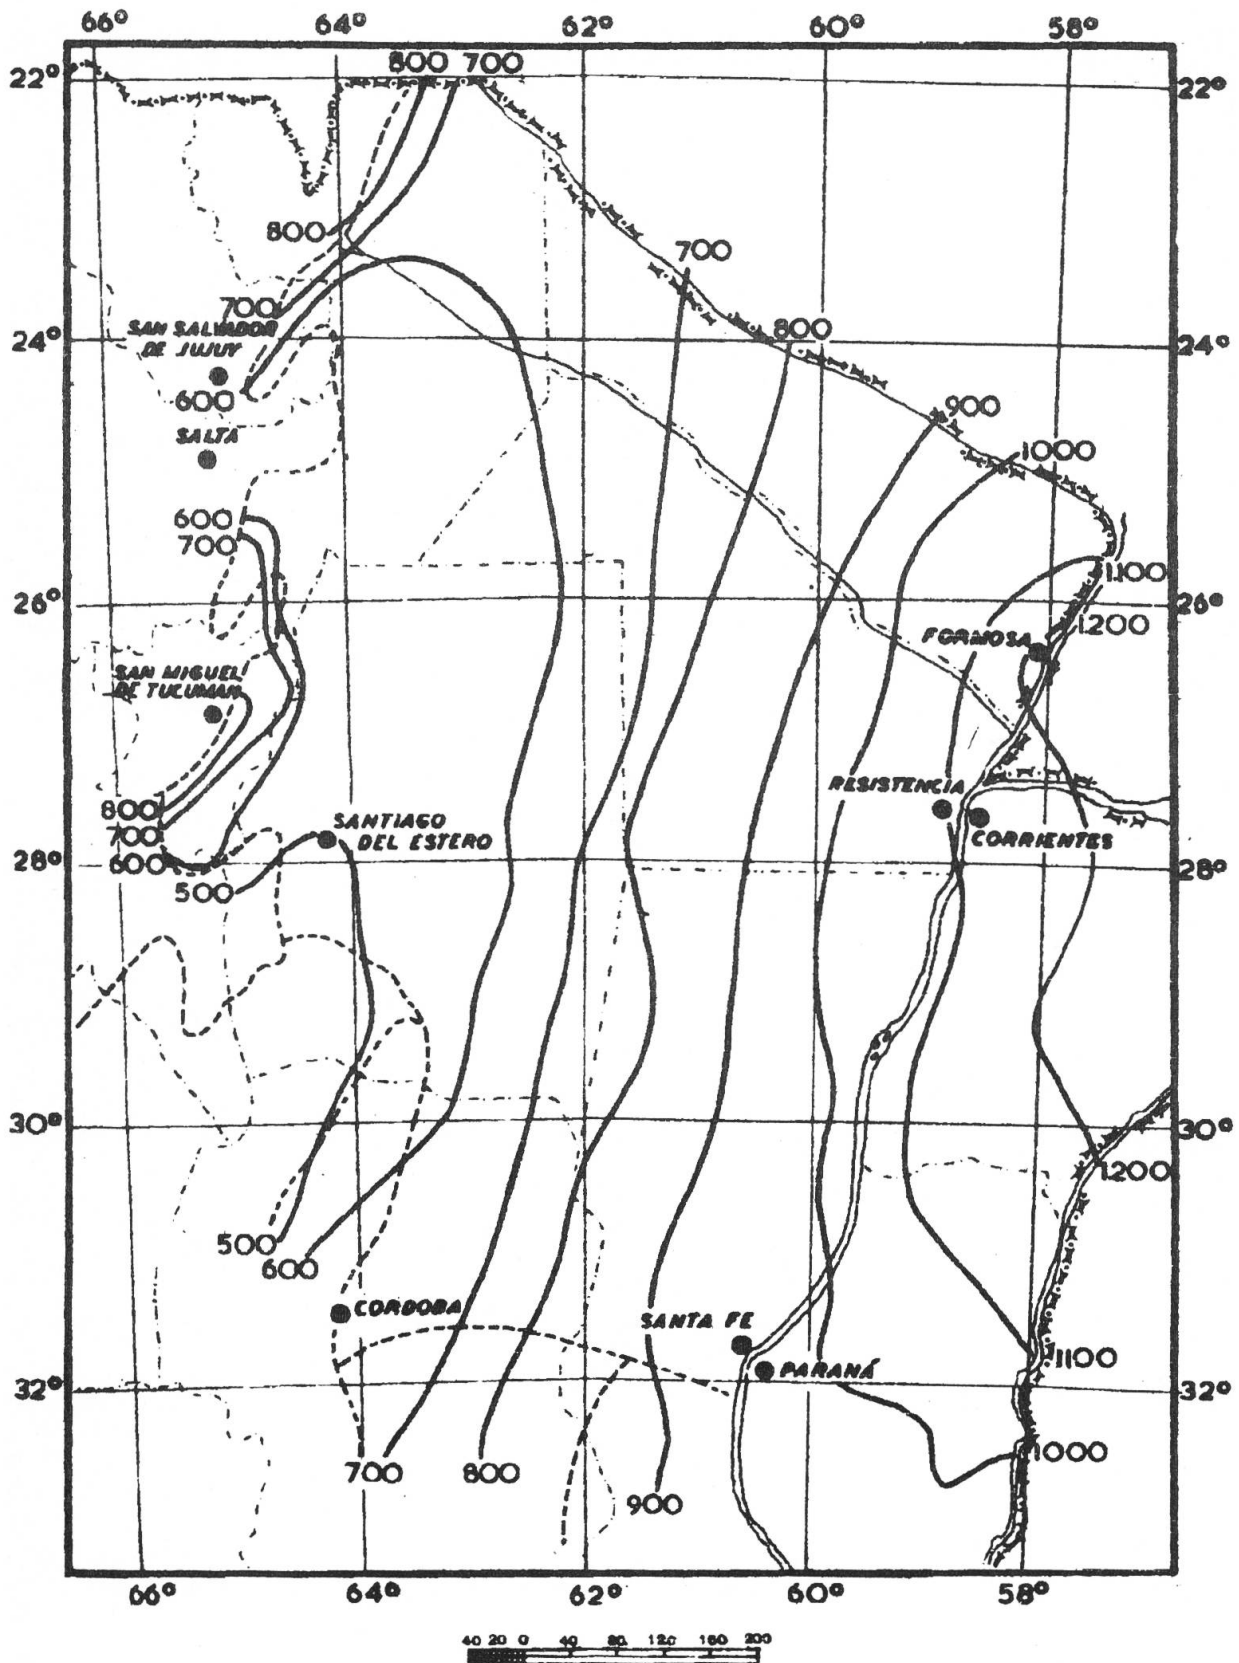 66° 64° 62° 60° 58°
800 700
22° 22°
800
700
700
SAN SALVADOR
DE JUJUY
800
24° 24°
600
900
SALTA
1000
600
700
1100
26° 26°
1200
FORMOSA
SAN MIGUEL
DE TUCUMAN
RESISTENCIA
800
SANTIAGO
DEL ESTERO
700
CORRIENTES
600
28° 28°
500
30° 30°
1200
500
600
CORDOBA
SANTA FE
1100
PARANÁ
32° 32°
1000
700 800
900
66° 64° 62° 60° 58°
40 20 0 40 80 120 160 200